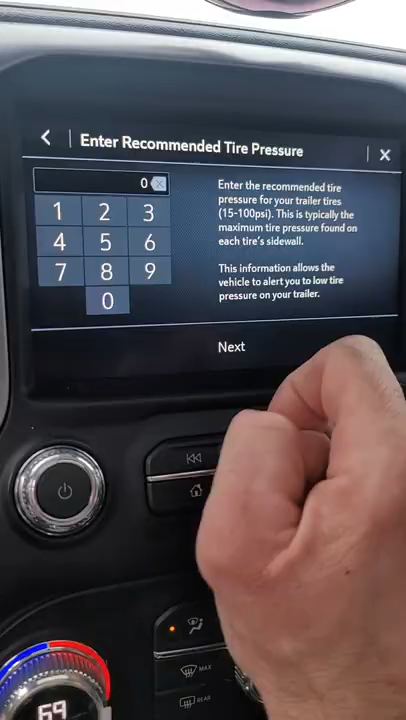 Enter Recommended Tire Pressure
0
1 2 3
4 5 6
7 8 9
0
Enter the recommended tire
pressure for your trailer tires
(15-100psi). This is typically the
maximum tire pressure found on
each tire's sidewall.
This information allows the
vehicle to alert you to low tire
pressure on your trailer.
Next
MAX
REAR
69